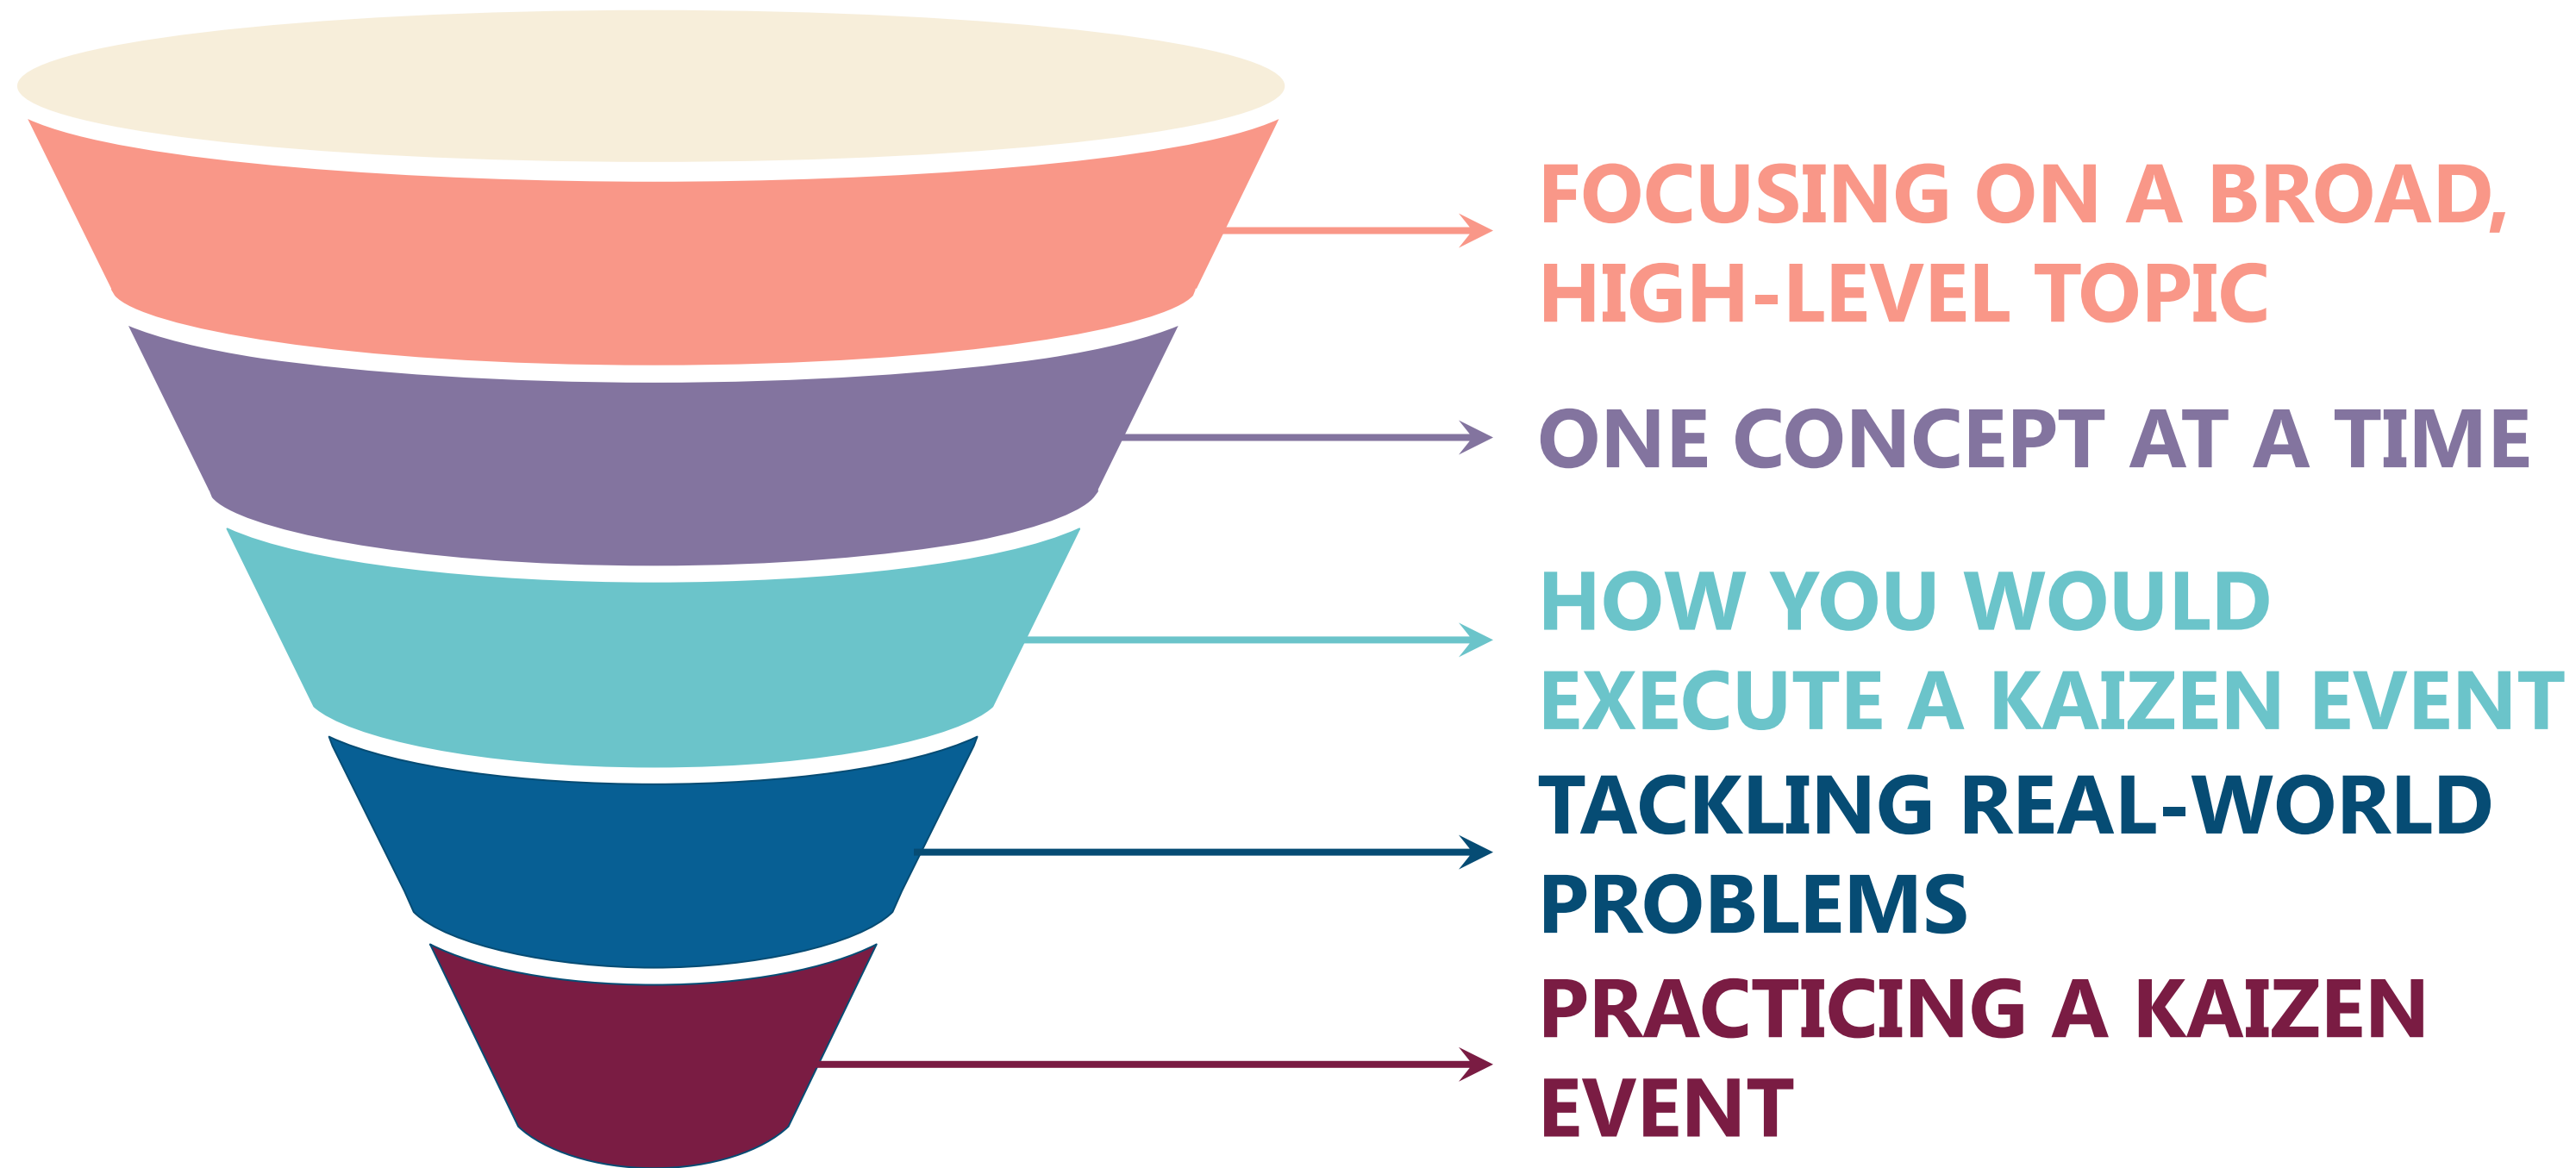 FOCUSING ON A BROAD,
HIGH-LEVEL TOPIC
ONE CONCEPT AT A TIME
HOW YOU WOULD
EXECUTE A KAIZEN EVENT
TACKLING REAL-WORLD
PROBLEMS
PRACTICING A KAIZEN
EVENT